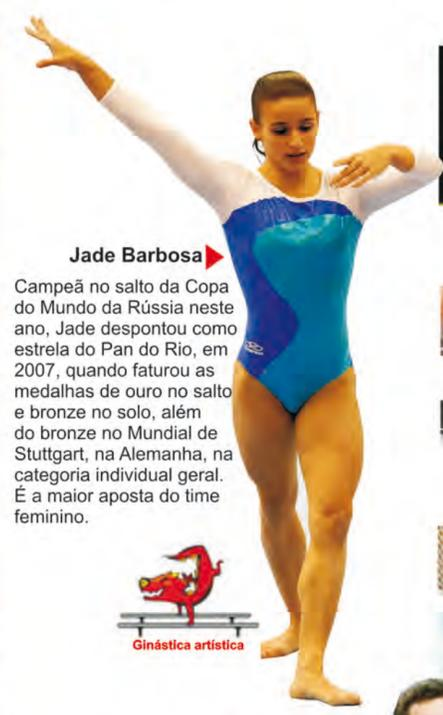 Jade Barbosa
Campeã no salto da Copa
do Mundo da Rússia neste
ano, Jade despontou como
estrela do Pan do Rio, em
2007, quando faturou as
medalhas de ouro no salto
e bronze no solo, além
do bronze no Mundial de
Stuttgart, na Alemanha, na
categoria individual geral.
É a maior aposta do time
feminino.
Ginástica artística